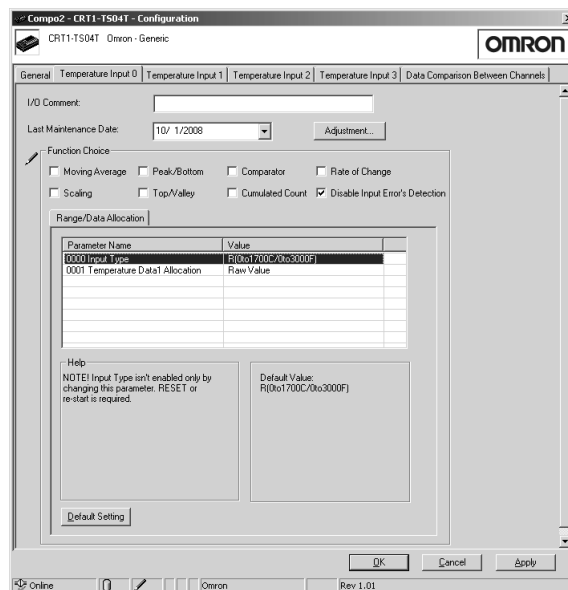 Compo2 - CRT1-TS04T - Configuration
CRT1-TS04T Omron - Generic
OMRON
General Temperature Input 0 Temperature Input 1 Temperature Input 2 Temperature Input 3 Data Comparison Between Channels
I/O Comment:
Last Maintenance Date: 10/ 1/2008 Adjustment...
Function Choice
Moving Average Peak/Bottom Comparator Rate of Change
Scaling Top/Valley Cumulated Count Disable Input Error's Detection
Range/Data Allocation
Parameter Name Value
0000 Input Type R(0to1700C/0to3000F)
0001 Temperature Data1 Allocation Raw Value
Help
NOTE! Input Type isn't enabled only by
changing this parameter. RESET or
re-start is required.
Default Value:
R(0to1700C/0to3000F)
Default Setting
OK Cancel Apply
Online Omron Rev 1.01